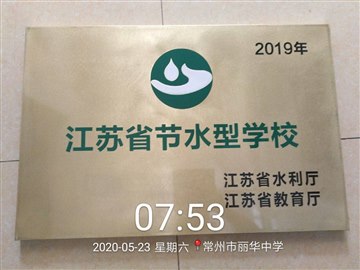 2019年
江苏省节水型学校
江苏省水利厅
江苏省教育厅
07:53
2020-05-23 星期六 常州市丽华中学